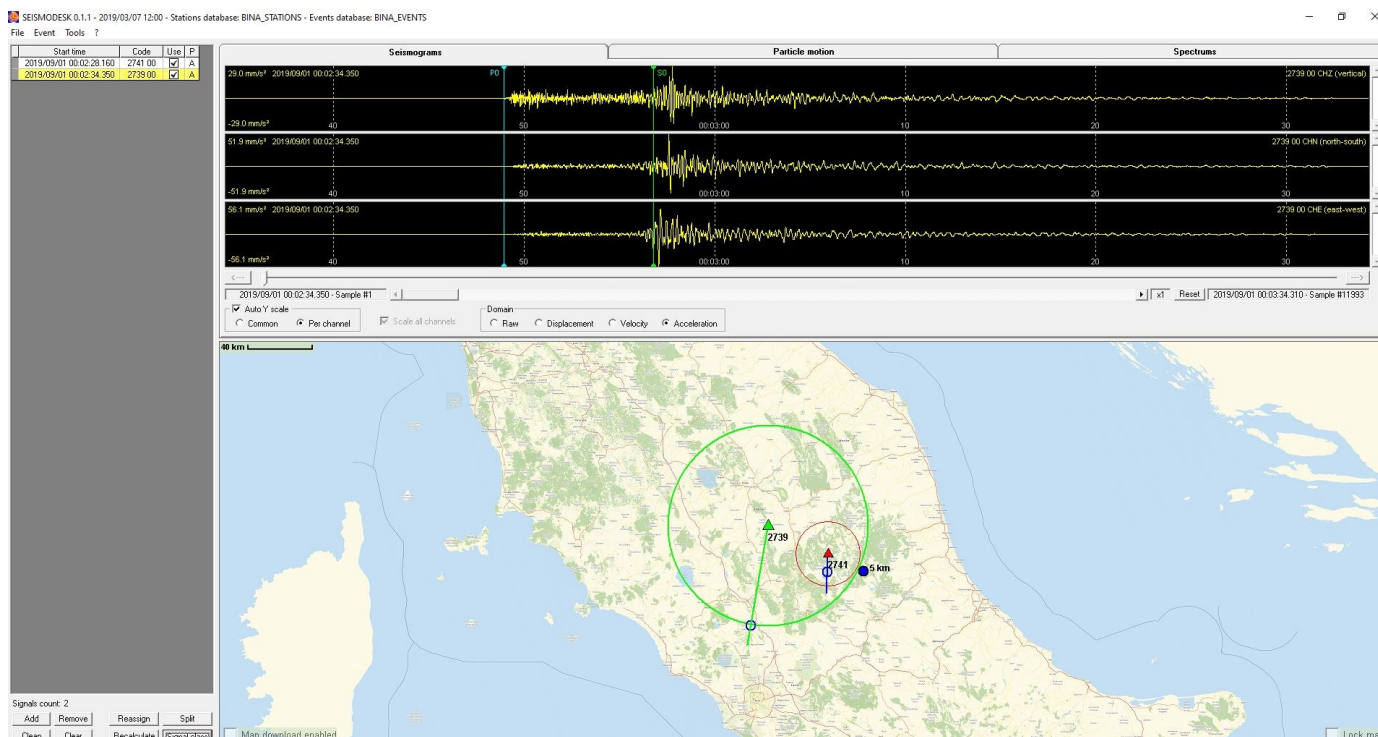 SEISMODESK 0.1.1 - 2019/03/07 12:00 - Stations database: BINA_STATIONS - Events database: BINA_EVENTS
File Event Tools ?
Start time Code Use P
2019/09/01 00:02:28.160 2741 00 A
2019/09/01 00:02:34.350 2739 00 A
Seismograms Particle motion Spectrums
29.0 mm/s² 2019/09/01 00:02:34.350 P0 S0 2739 00 CHZ (vertical)
-29.0 mm/s² 40 50 00:03:00 10 20 30
51.9 mm/s² 2019/09/01 00:02:34.350 2739 00 CHN (north-south)
-51.9 mm/s² 40 50 00:03:00 10 20 30
56.1 mm/s² 2019/09/01 00:02:34.350 2739 00 CHE (east-west)
-56.1 mm/s² 40 50 00:03:00 10 20 30
<--- --->
2019/09/01 00:02:34.350 - Sample #1 x1 Reset 2019/09/01 00:03:34.310 - Sample #11993
Auto Y scale Domain
Common Per channel Scale all channels Raw Displacement Velocity Acceleration
40 km
2739
2741 5 km
Signals count: 2
Add Remove Reassign Split
Clean Clear Recalculate Signal class
Map download enabled Lock ma